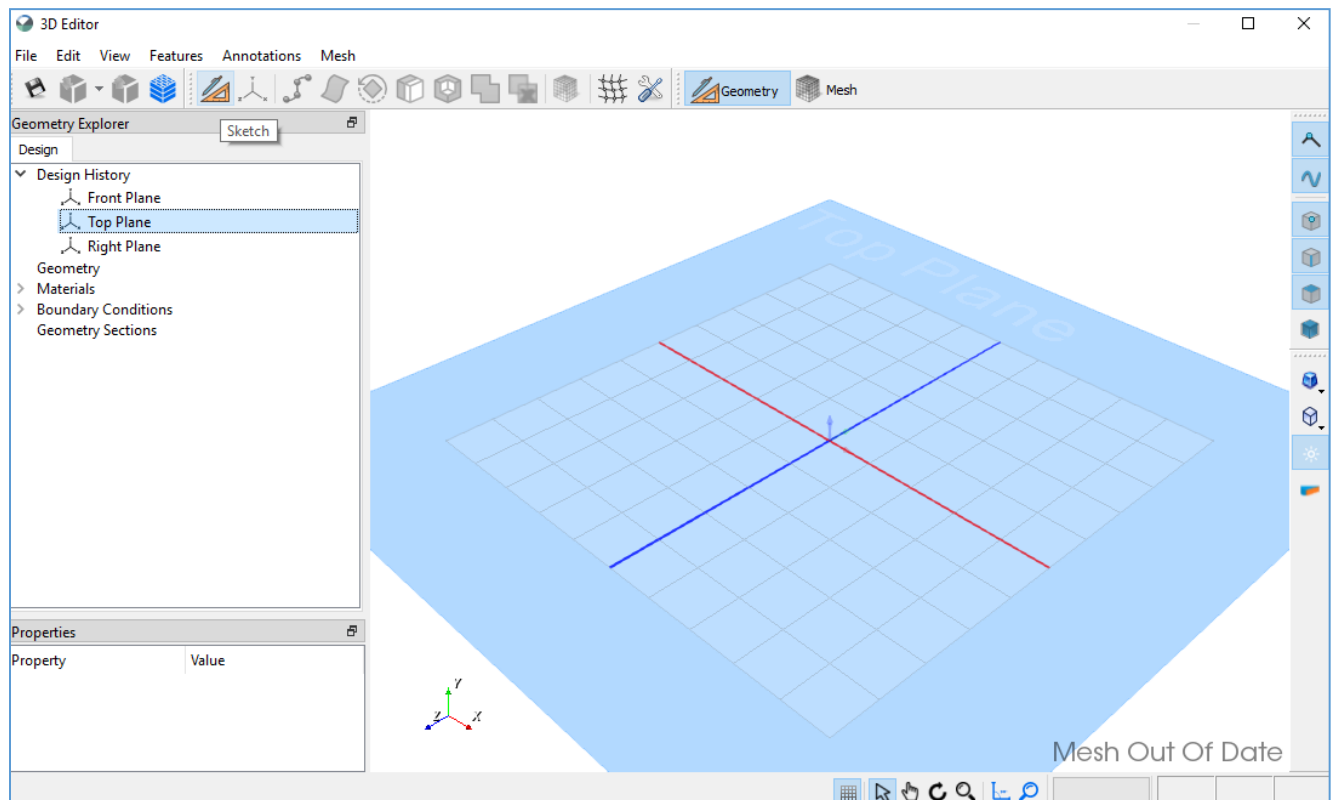 3D Editor
File Edit View Features Annotations Mesh
Geometry Mesh
Geometry Explorer
Sketch
Design
Design History
Front Plane
Top Plane
Right Plane
Geometry
Materials
Boundary Conditions
Geometry Sections
Top Plane
Properties
Property Value
Y
Z X
Mesh Out Of Date